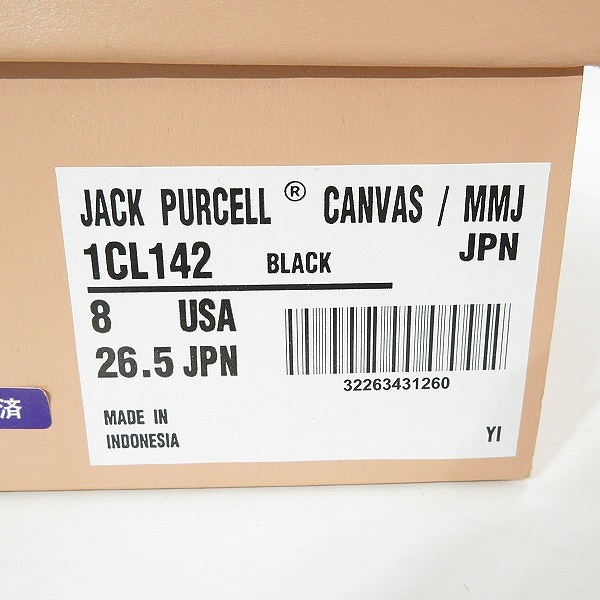 JACK PURCELL ® CANVAS / MMJ
1CL142 BLACK JPN
8 USA
26.5 JPN
32263431260
MADE IN
INDONESIA
YI
済